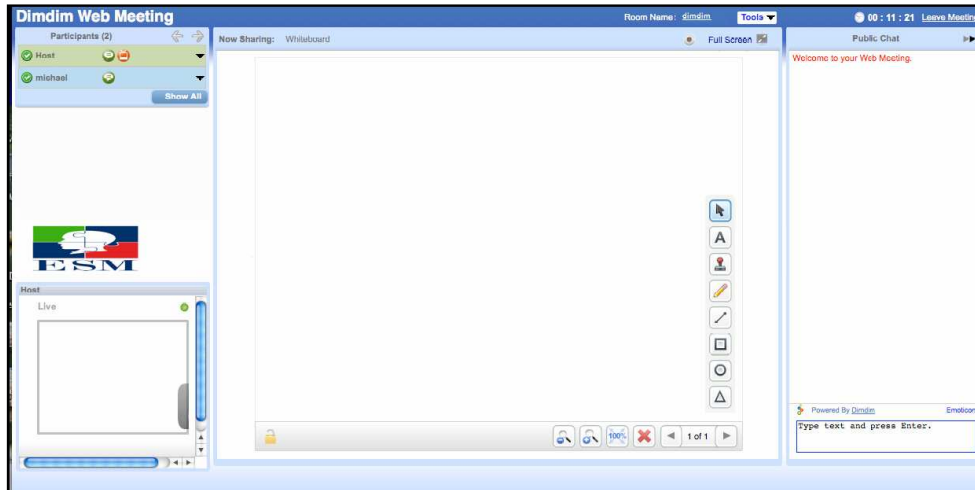 Dimdim Web Meeting
Room Name: dimdim
Tools
00 : 11 : 21
Leave Meeting
Participants (2)
Host
michael
Show All
ESM
Host
Live
Now Sharing: Whiteboard
Full Screen
A
100%
1 of 1
Public Chat
Welcome to your Web Meeting.
Powered By Dimdim
Emoticon
Type text and press Enter.